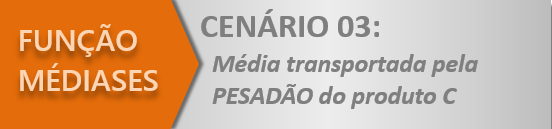 FUNÇÃO
MÉDIASES
CENÁRIO 03:
Média transportada pela
PESADÃO do produto C